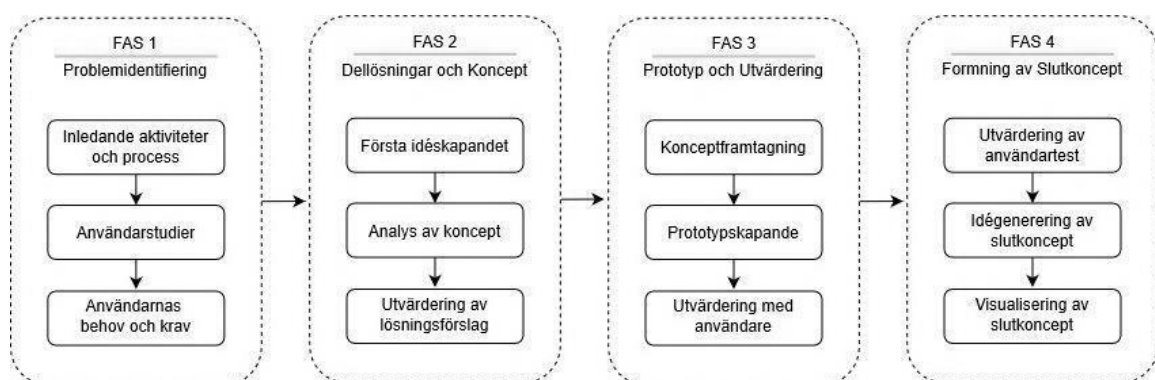 FAS 1
Problemidentifiering
Inledande aktiviteter
och process
Användarstudier
Användarnas
behov och krav
FAS 2
Dellösningar och Koncept
Första idéskapandet
Analys av koncept
Utvärdering av
lösningsförslag
FAS 3
Prototyp och Utvärdering
Konceptframtagning
Prototypskapande
Utvärdering med
användare
FAS 4
Formning av Slutkoncept
Utvärdering av
användartest
Idégenerering av
slutkoncept
Visualisering av
slutkoncept